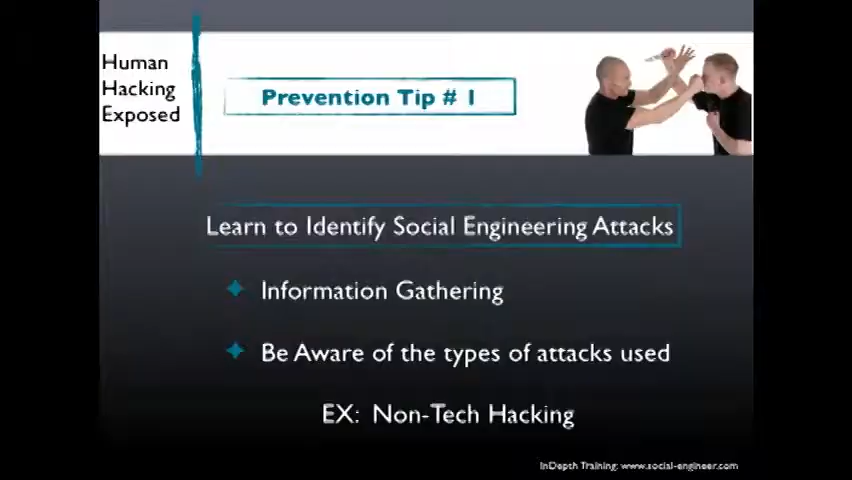 Human
Hacking
Exposed
Prevention Tip # 1
Learn to Identify Social Engineering Attacks
Information Gathering
Be Aware of the types of attacks used
EX: Non-Tech Hacking
InDepth Training: www.social-engineer.com